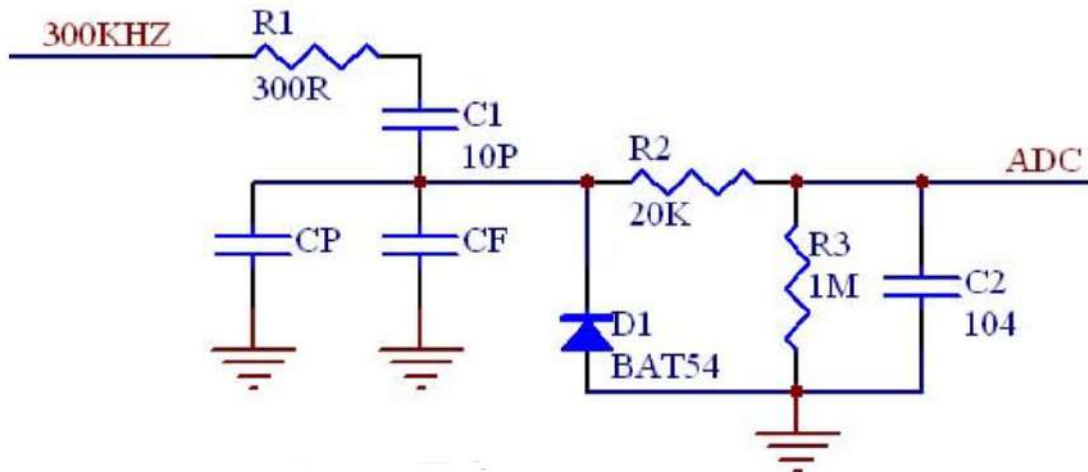 300KHZ
R1
300R
C1
10P
R2
20K
ADC
CP
CF
R3
1M
C2
104
D1
BAT54